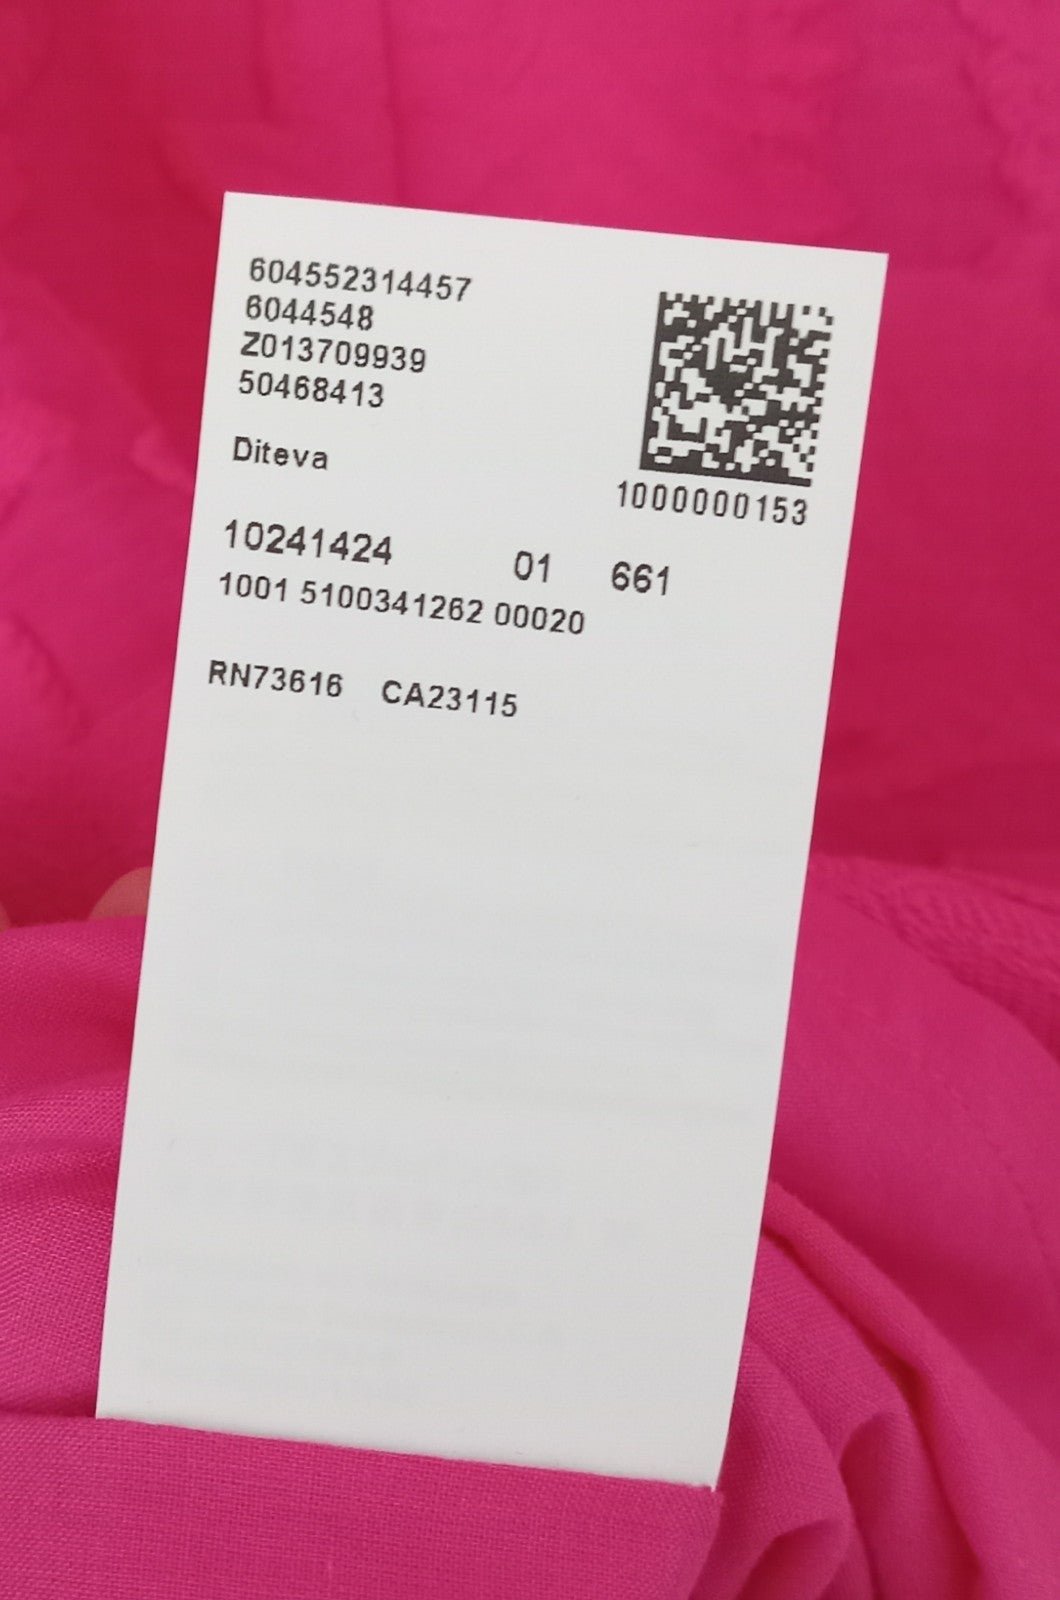 604552314457
6044548
Z013709939
50468413
Diteva
1000000153
10241424 01 661
1001 5100341262 00020
RN73616 CA23115